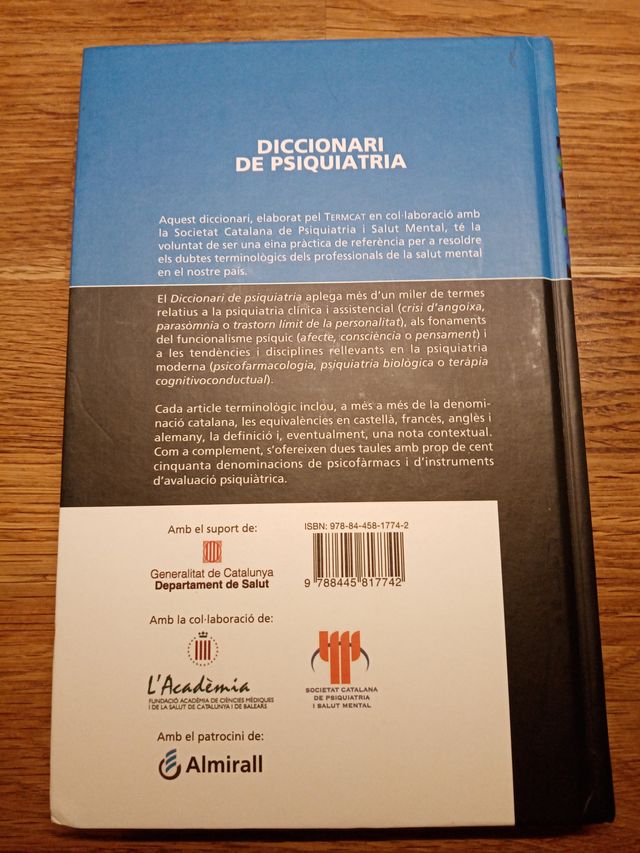 DICCIONARI
DE PSIQUIATRIA
Aquest diccionari, elaborat pel TERMCAT en col·laboració amb
la Societat Catalana de Psiquiatria i Salut Mental, té la
voluntat de ser una eina pràctica de referència per a resoldre
els dubtes terminològics dels professionals de la salut mental
en el nostre país.
El Diccionari de psiquiatria aplega més d'un miler de termes
relatius a la psiquiatria clínica i assistencial (crisi d'angoixa,
parasòmnia o trastorn límit de la personalitat), als fonaments
del funcionalisme psíquic (afecte, consciència o pensament) i
a les tendències i disciplines rellevants en la psiquiatria
moderna (psicofarmacologia, psiquiatria biològica o teràpia
cognitivoconductual).
Cada article terminològic inclou, a més a més de la denomi-
nació catalana, les equivalències en castellà, francès, anglès i
alemany, la definició i, eventualment, una nota contextual.
Com a complement, s'ofereixen dues taules amb prop de cent
cinquanta denominacions de psicofàrmacs i d'instruments
d'avaluació psiquiàtrica.
Amb el suport de:
Generalitat de Catalunya
Departament de Salut
ISBN: 978-84-458-1774-2
9 788445 817742
Amb la col·laboració de:
L'Acadèmia
FUNDACIÓ ACADÈMIA DE CIÈNCIES MÈDIQUES
I DE LA SALUT DE CATALUNYA I DE BALEARS
SOCIETAT CATALANA
DE PSIQUIATRIA
I SALUT MENTAL
Amb el patrocini de:
Almirall